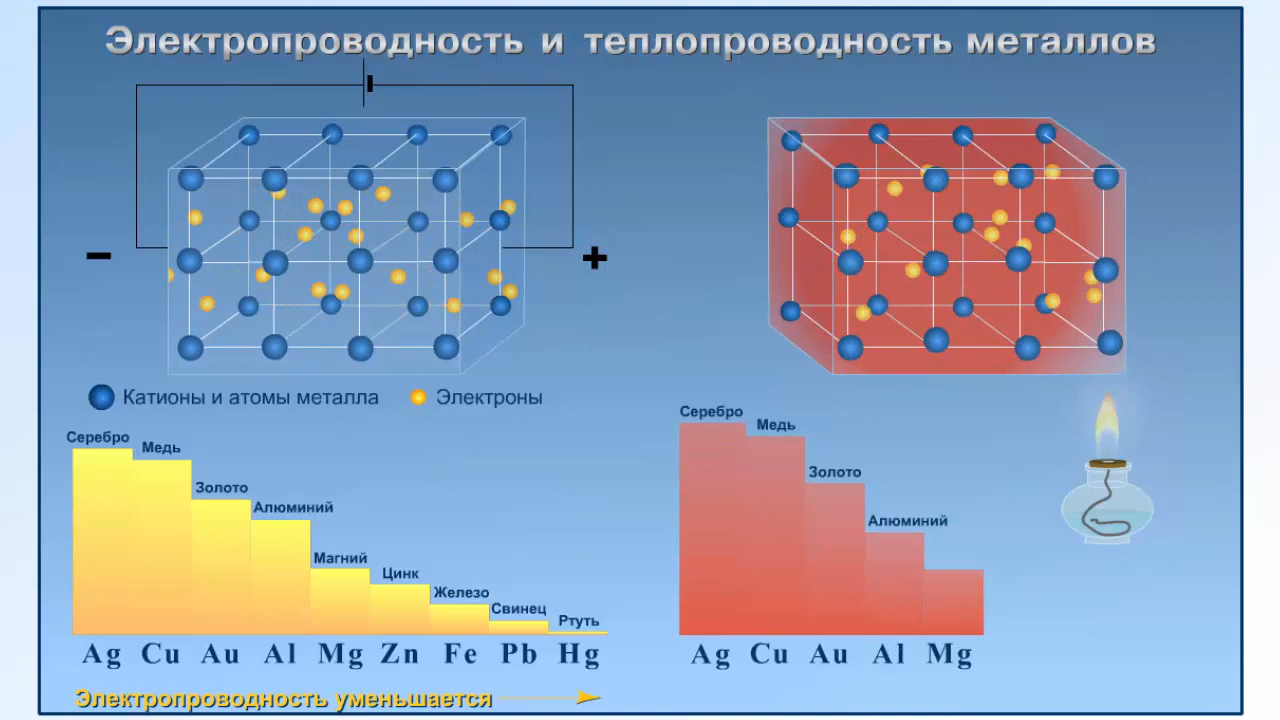 Электропроводность и теплопроводность металлов
−
+
Катионы и атомы металла
Электроны
Серебро
Медь
Золото
Алюминий
Магний
Цинк
Железо
Свинец
Ртуть
Ag Cu Au Al Mg Zn Fe Pb Hg
Электропроводность уменьшается
Серебро
Медь
Золото
Алюминий
Ag Cu Au Al Mg